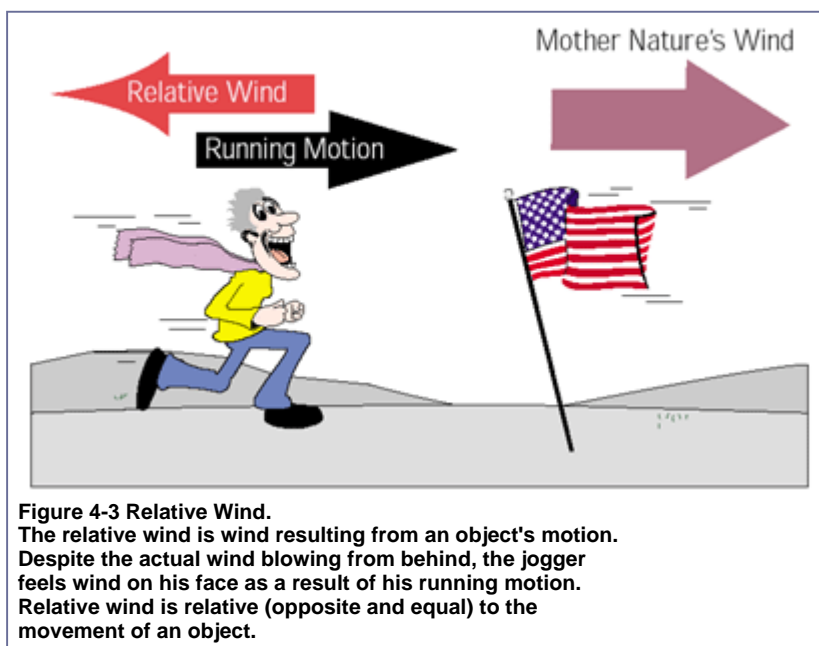 Mother Nature's Wind
Relative Wind
Running Motion
Figure 4-3 Relative Wind.
The relative wind is wind resulting from an object's motion.
Despite the actual wind blowing from behind, the jogger
feels wind on his face as a result of his running motion.
Relative wind is relative (opposite and equal) to the
movement of an object.